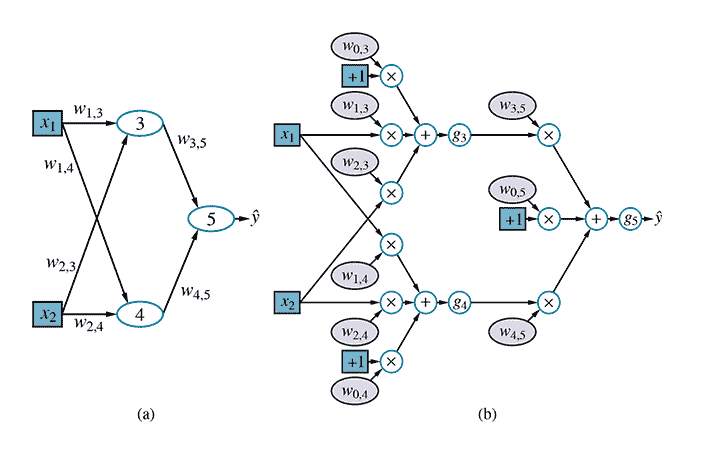 x₁
w₁,₃
3
w₁,₄
w₃,₅
5
ŷ
w₂,₃
w₄,₅
x₂
w₂,₄
4
(a)
w₀,₃
+1 ×
w₁,₃
x₁ × + g₃
w₂,₃
×
w₃,₅
×
w₀,₅
+1 × + g₅ ŷ
×
w₁,₄
x₂ × + g₄ ×
w₂,₄
w₄,₅
+1 ×
w₀,₄
(b)